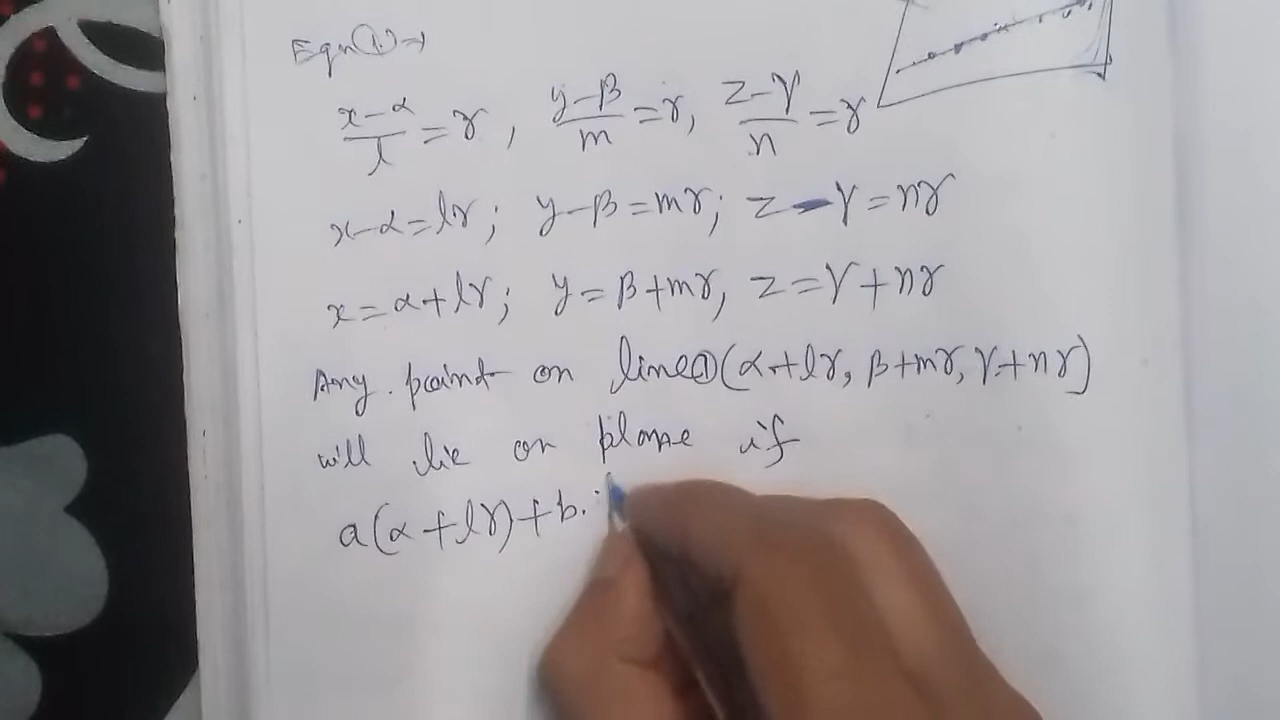 Eqn ① ⇒
x-α/l = r, y-β/m = r, z-γ/n = r
x-α = lr; y-β = mr; z-γ = nr
x = α+lr; y = β+mr, z = γ+nr
Any point on line ① (α+lr, β+mr, γ+nr)
will lie on plane if
a(α+lr)+b.